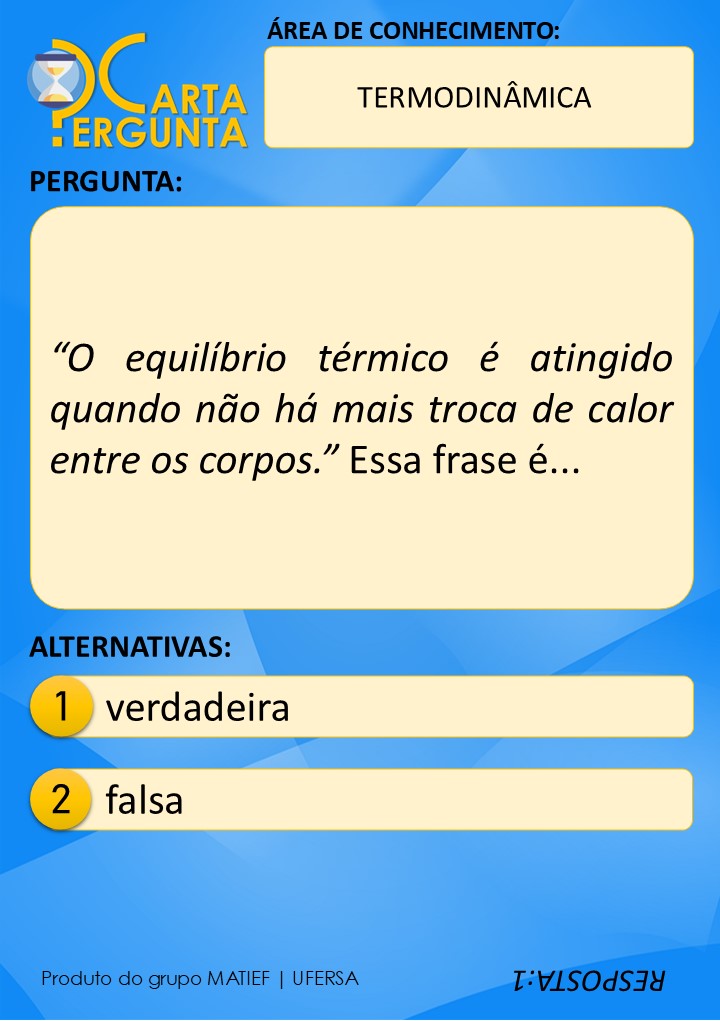 ÁREA DE CONHECIMENTO:
CARTA
PERGUNTA
TERMODINÂMICA
PERGUNTA:
“O equilíbrio térmico é atingido
quando não há mais troca de calor
entre os corpos.” Essa frase é...
ALTERNATIVAS:
1 verdadeira
2 falsa
Produto do grupo MATIEF | UFERSA
RESPOSTA:1